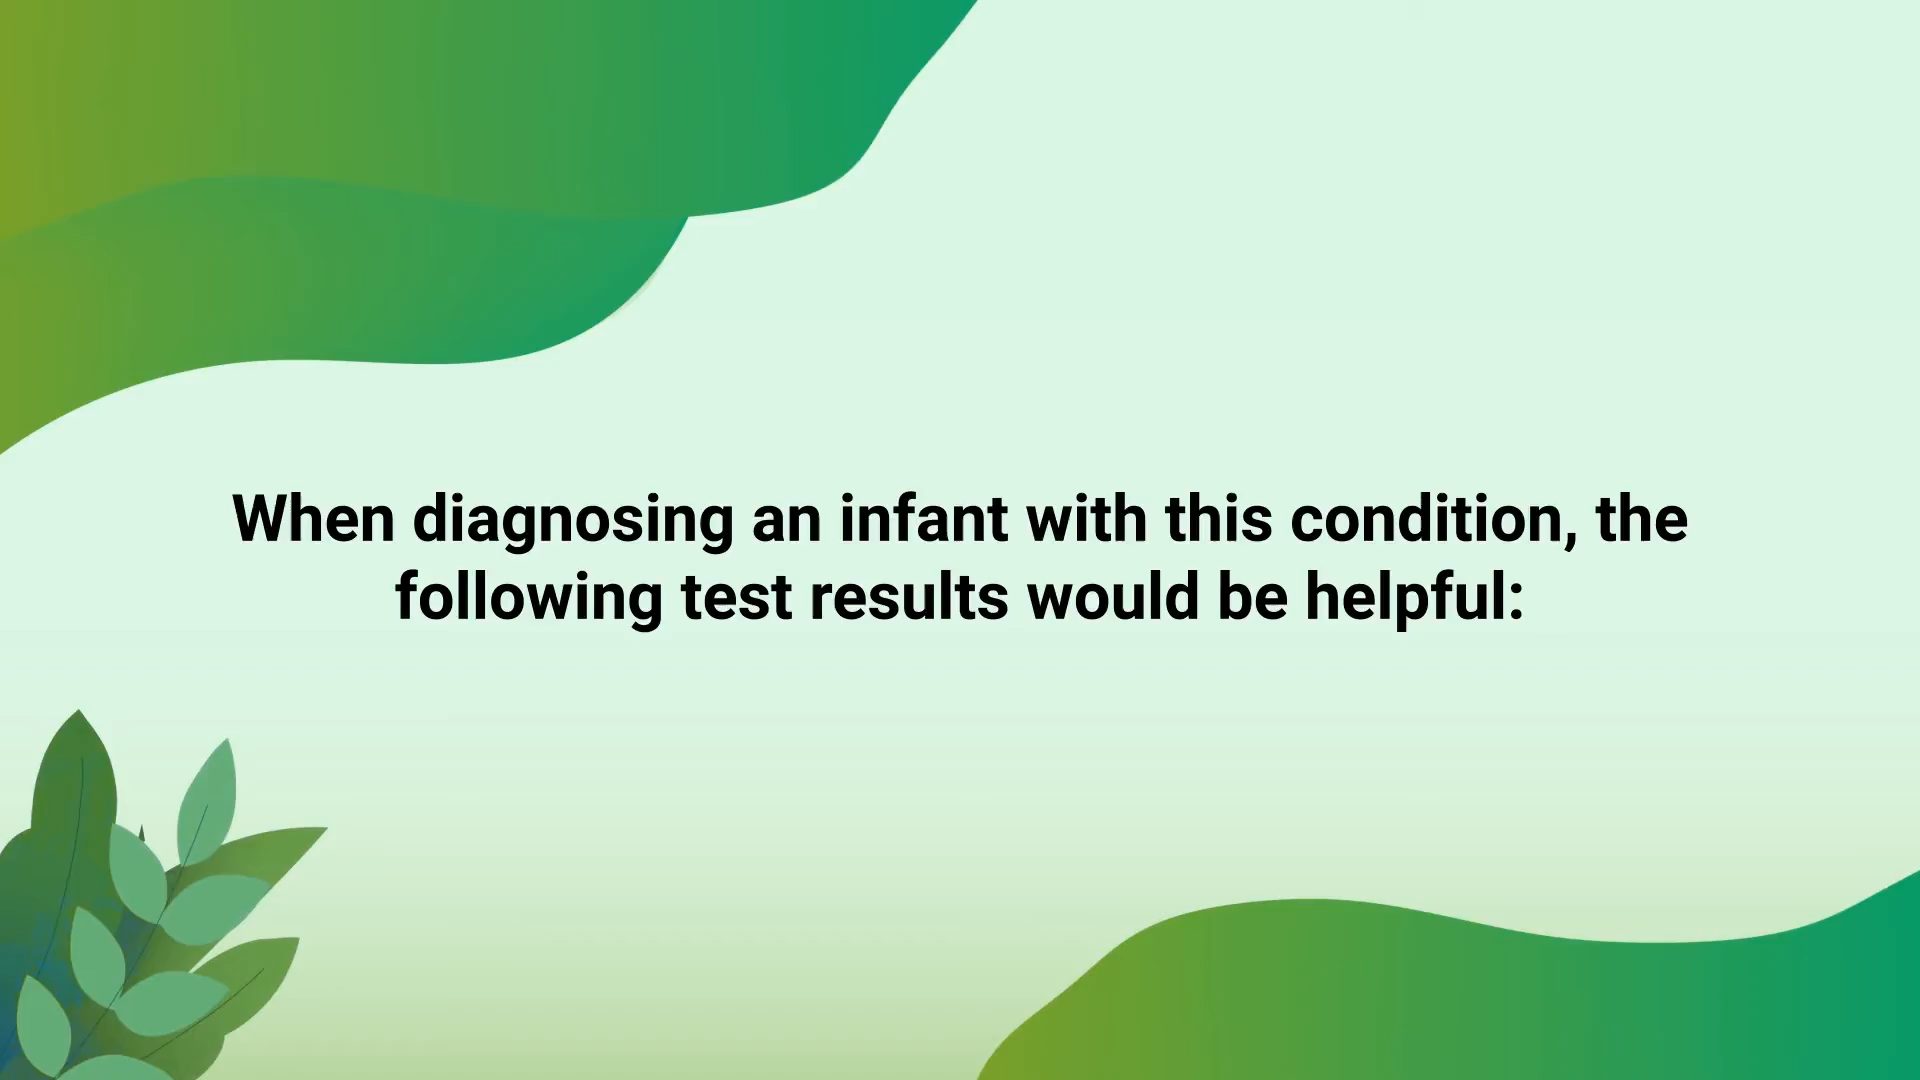 When diagnosing an infant with this condition, the
following test results would be helpful: